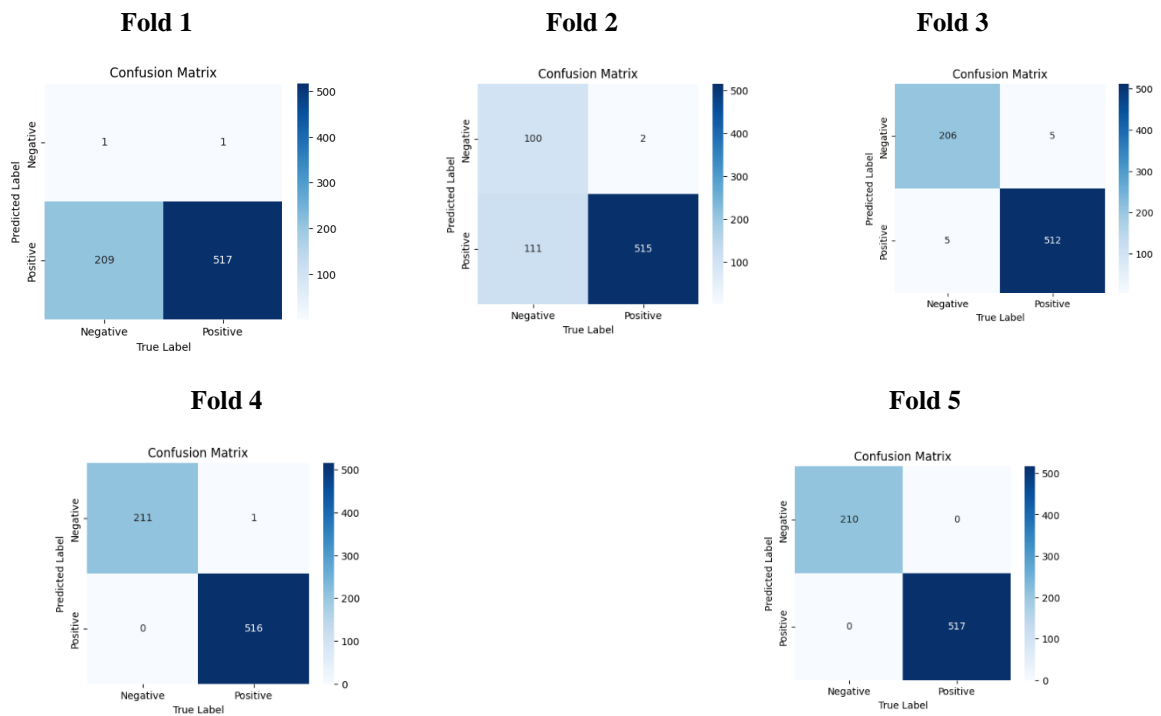 Fold 1
Confusion Matrix
Predicted Label
Negative
Positive
1 1
209 517
Negative Positive
True Label
500
400
300
200
100
Fold 2
Confusion Matrix
Predicted Label
Negative
Positive
100 2
111 515
Negative Positive
True Label
500
400
300
200
100
Fold 3
Confusion Matrix
Predicted Label
Negative
Positive
206 5
5 512
Negative Positive
True Label
500
400
300
200
100
Fold 4
Confusion Matrix
Predicted Label
Negative
Positive
211 1
0 516
Negative Positive
True Label
500
400
300
200
100
0
Fold 5
Confusion Matrix
Predicted Label
Negative
Positive
210 0
0 517
Negative Positive
True Label
500
400
300
200
100
0